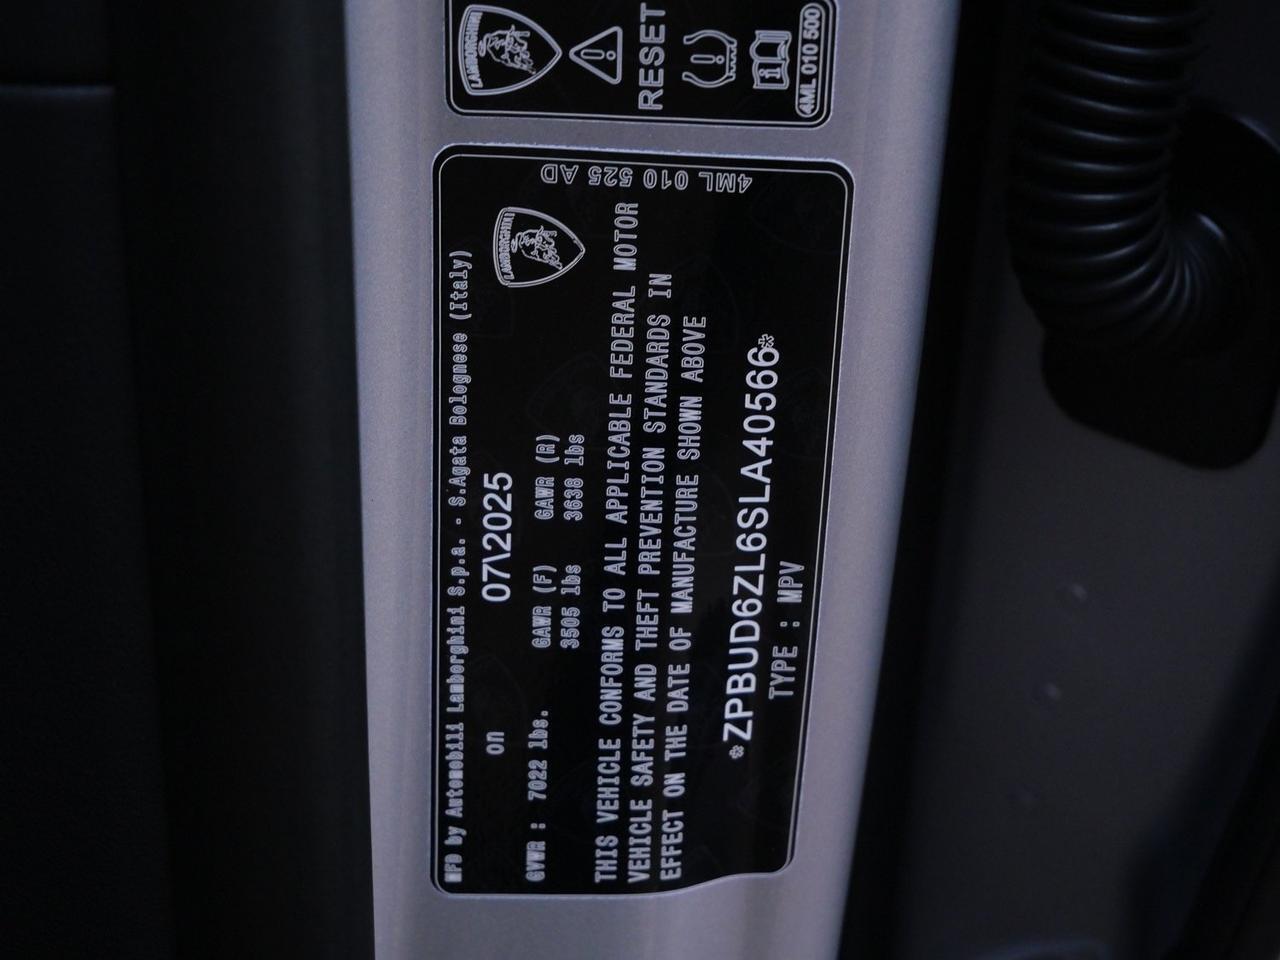 LAMBORGHINI
RESET
4ML 010 500
4ML 010 525 AD
LAMBORGHINI
MFD by Automobili Lamborghini S.p.a. - S.Agata Bolognese (Italy)
on 07\2025
GVWR : 7022 lbs. GAWR (F) GAWR (R)
3505 lbs 3638 lbs
THIS VEHICLE CONFORMS TO ALL APPLICABLE FEDERAL MOTOR
VEHICLE SAFETY AND THEFT PREVENTION STANDARDS IN
EFFECT ON THE DATE OF MANUFACTURE SHOWN ABOVE
*ZPBUD6ZL6SLA40566*
TYPE : MPV